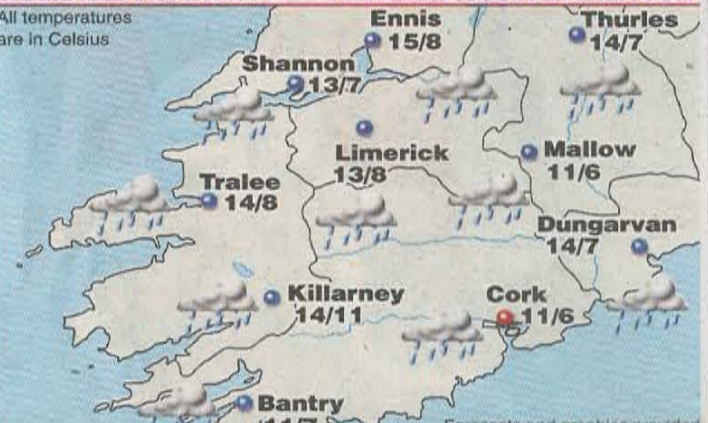 All temperatures
are in Celsius
Ennis
15/8
Thurles
14/7
Shannon
13/7
Limerick
13/8
Mallow
11/6
Tralee
14/8
Dungarvan
14/7
Killarney
14/11
Cork
11/6
Bantry